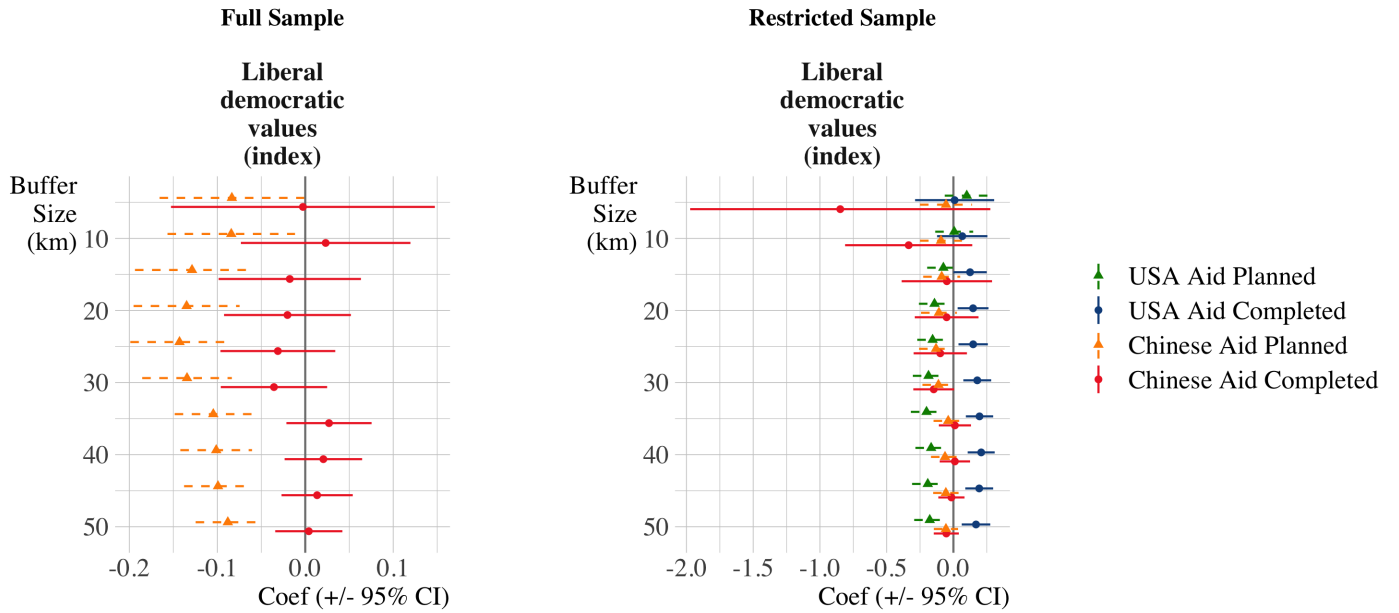 Full Sample
Liberal
democratic
values
(index)
Buffer
Size
(km)
10
20
30
40
50
-0.2
-0.1
0.0
0.1
Coef (+/- 95% CI)
Restricted Sample
Liberal
democratic
values
(index)
Buffer
Size
(km)
10
20
30
40
50
-2.0
-1.5
-1.0
-0.5
0.0
Coef (+/- 95% CI)
USA Aid Planned
USA Aid Completed
Chinese Aid Planned
Chinese Aid Completed